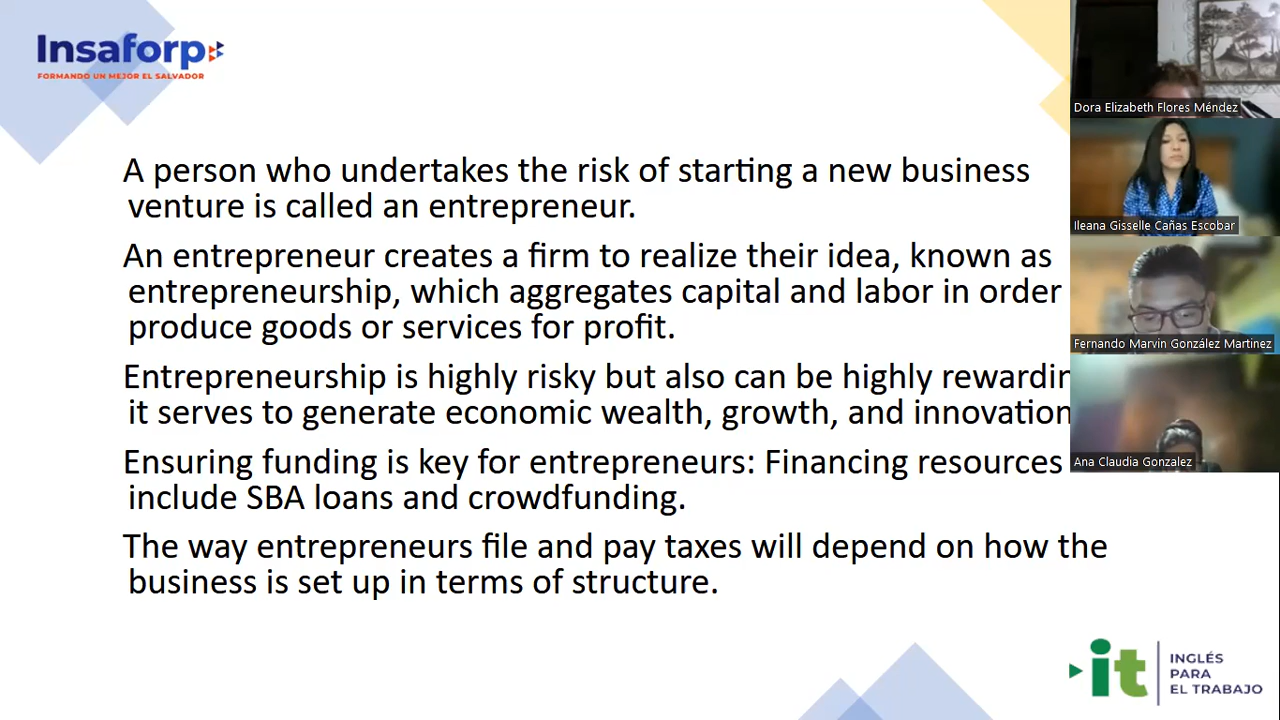 Insaforp
FORMANDO UN MEJOR EL SALVADOR
A person who undertakes the risk of starting a new business
venture is called an entrepreneur.
An entrepreneur creates a firm to realize their idea, known as
entrepreneurship, which aggregates capital and labor in order
produce goods or services for profit.
Entrepreneurship is highly risky but also can be highly
it serves to generate economic wealth, growth, and innovation
Ensuring funding is key for entrepreneurs: Financing resources
include SBA loans and crowdfunding.
The way entrepreneurs file and pay taxes will depend on how the
business is set up in terms of structure.
Dora Elizabeth Flores Méndez
Ileana Gisselle Cañas Escobar
Fernando Marvin González Martinez
Ana Claudia Gonzalez
it
INGLÉS
PARA
EL TRABAJO